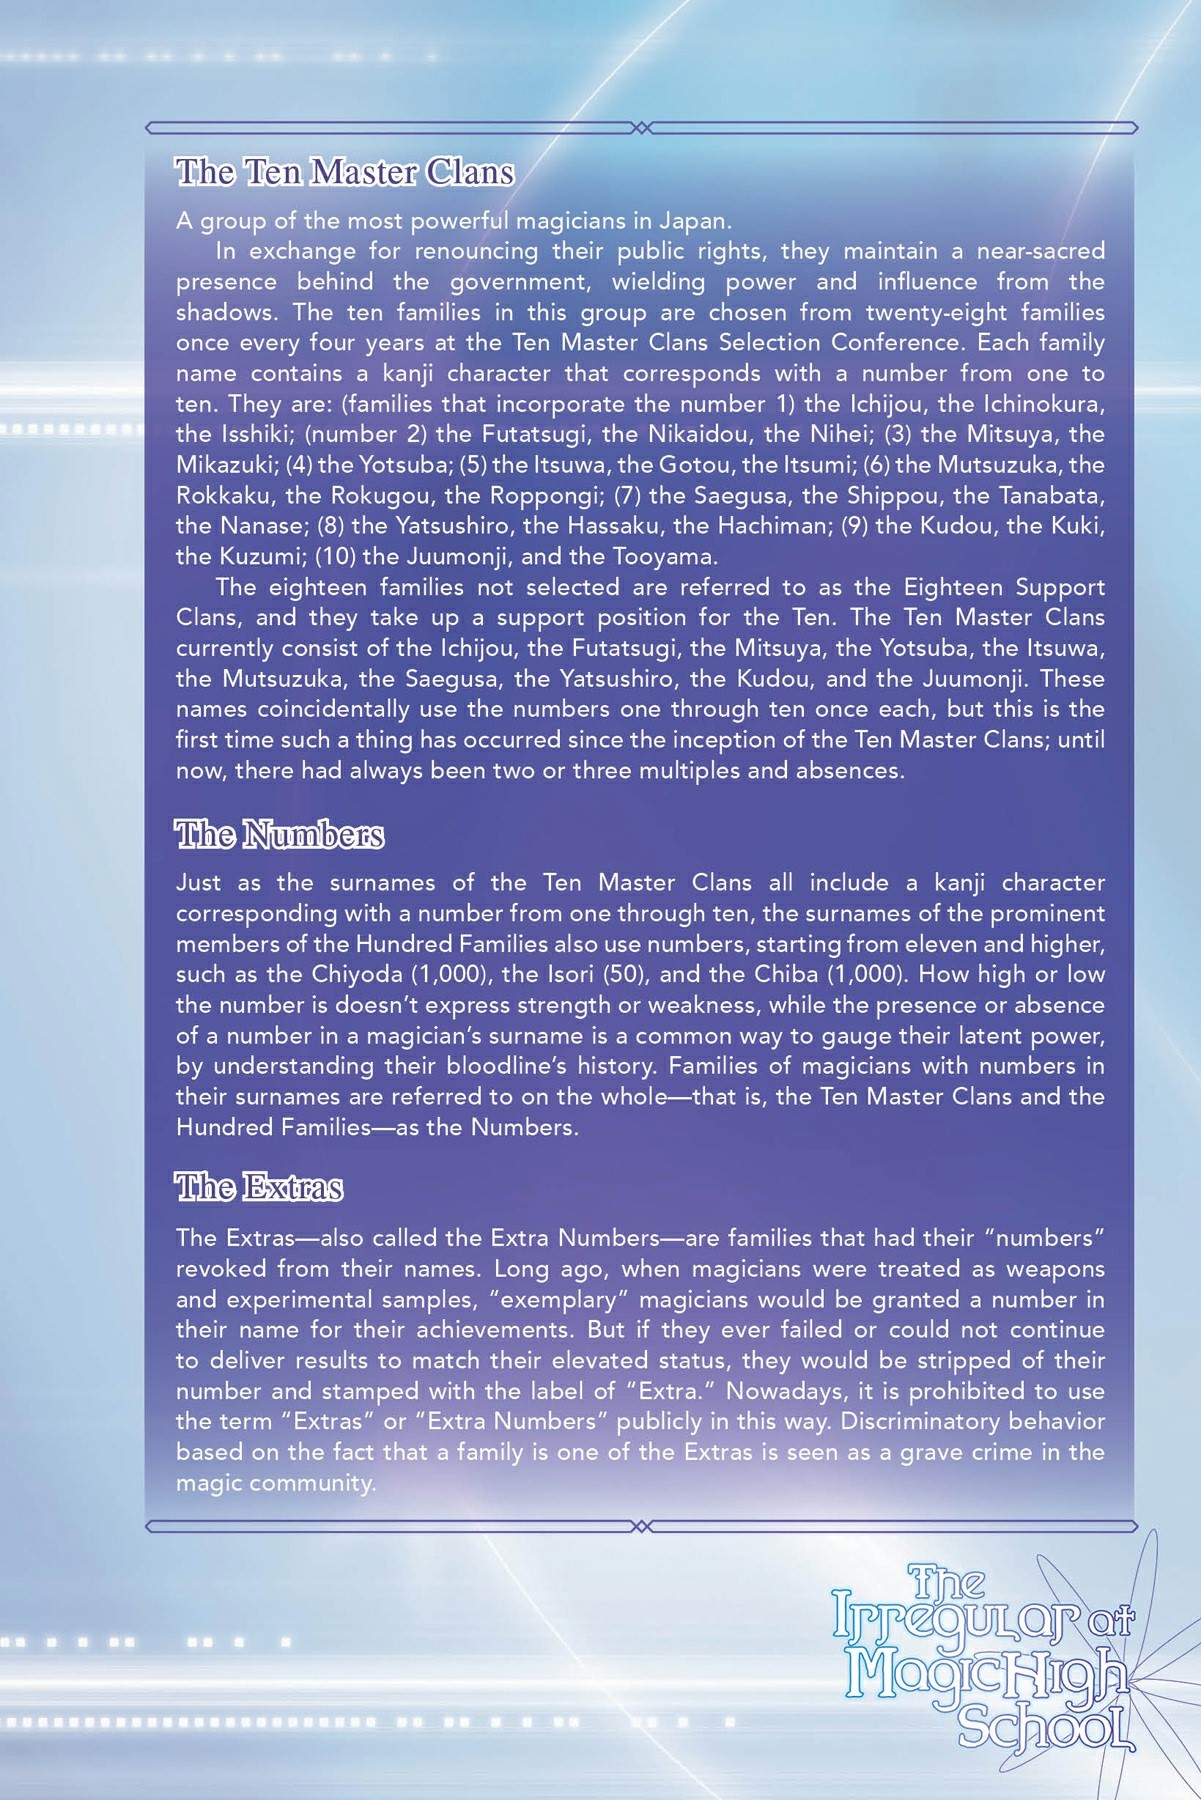 The Ten Master Clans
A group of the most powerful magicians in Japan.
In exchange for renouncing their public rights, they maintain a near-sacred
presence behind the government, wielding power and influence from the
shadows. The ten families in this group are chosen from twenty-eight families
once every four years at the Ten Master Clans Selection Conference. Each family
name contains a kanji character that corresponds with a number from one to
ten. They are: (families that incorporate the number 1) the Ichijou, the Ichinokura,
the Isshiki; (number 2) the Futatsugi, the Nikaidou, the Nihei; (3) the Mitsuya, the
Mikazuki; (4) the Yotsuba; (5) the Itsuwa, the Gotou, the Itsumi; (6) the Mutsuzuka, the
Rokkaku, the Rokugou, the Roppongi; (7) the Saegusa, the Shippou, the Tanabata,
the Nanase; (8) the Yatsushiro, the Hassaku, the Hachiman; (9) the Kudou, the Kuki,
the Kuzumi; (10) the Juumonji, and the Tooyama.
The eighteen families not selected are referred to as the Eighteen Support
Clans, and they take up a support position for the Ten. The Ten Master Clans
currently consist of the Ichijou, the Futatsugi, the Mitsuya, the Yotsuba, the Itsuwa,
the Mutsuzuka, the Saegusa, the Yatsushiro, the Kudou, and the Juumonji. These
names coincidentally use the numbers one through ten once each, but this is the
first time such a thing has occurred since the inception of the Ten Master Clans; until
now, there had always been two or three multiples and absences.
The Numbers
Just as the surnames of the Ten Master Clans all include a kanji character
corresponding with a number from one through ten, the surnames of the prominent
members of the Hundred Families also use numbers, starting from eleven and higher,
such as the Chiyoda (1,000), the Isori (50), and the Chiba (1,000). How high or low
the number is doesn’t express strength or weakness, while the presence or absence
of a number in a magician’s surname is a common way to gauge their latent power,
by understanding their bloodline’s history. Families of magicians with numbers in
their surnames are referred to on the whole—that is, the Ten Master Clans and the
Hundred Families—as the Numbers.
The Extras
The Extras—also called the Extra Numbers—are families that had their “numbers”
revoked from their names. Long ago, when magicians were treated as weapons
and experimental samples, “exemplary” magicians would be granted a number in
their name for their achievements. But if they ever failed or could not continue
to deliver results to match their elevated status, they would be stripped of their
number and stamped with the label of “Extra.” Nowadays, it is prohibited to use
the term “Extras” or “Extra Numbers” publicly in this way. Discriminatory behavior
based on the fact that a family is one of the Extras is seen as a grave crime in the
magic community.
The
Irregular at
Magic High
School